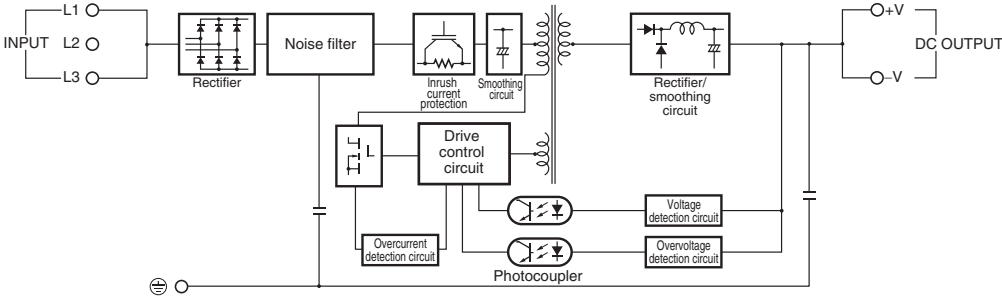 L1
INPUT
L2
L3
Rectifier
Noise filter
Inrush
current
protection
Smoothing
circuit
Rectifier/
smoothing
circuit
+V
DC OUTPUT
−V
Drive
control
circuit
Voltage
detection circuit
Overcurrent
detection circuit
Overvoltage
detection circuit
Photocoupler